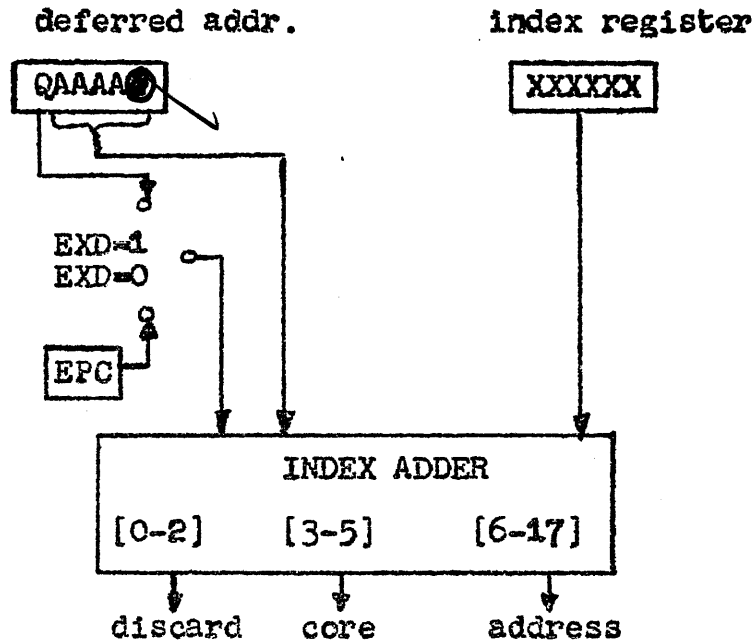 deferred addr. index register
QAAAA XXXXXX
EXD=1
EXD=0
EPC
INDEX ADDER
[0-2] [3-5] [6-17]
discard core address